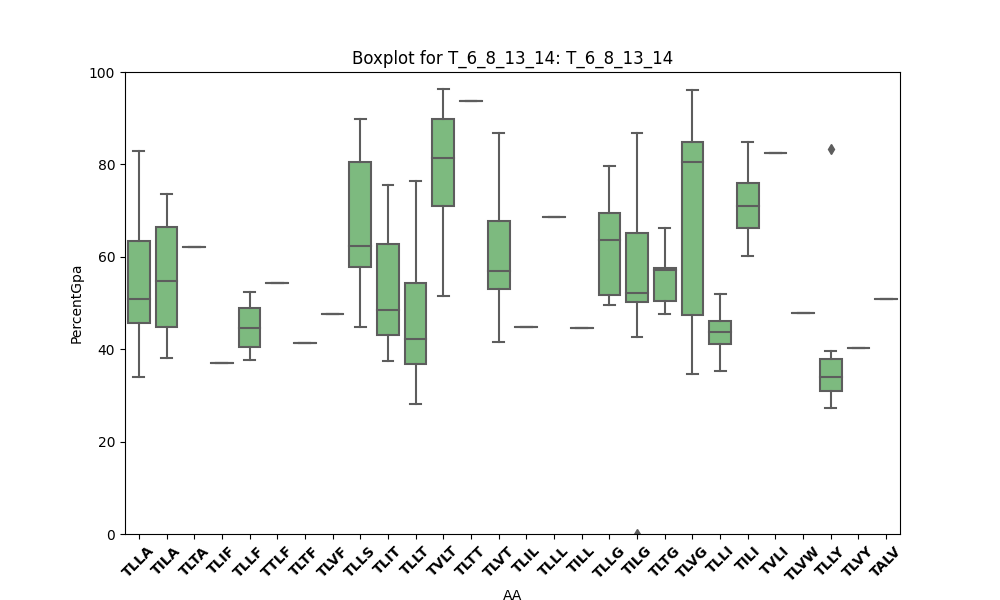 Boxplot for T_6_8_13_14: T_6_8_13_14
100
80
60
40
20
0
PercentGpa
TLLA TILA TLTA TLIF TLLF TTLF TLTF TLVF TLLS TLIT TLLT TVLT TLTT TLVT TLIL TLLL TILL TLLG TILG TLTG TLVG TLLI TILI TVLI TLVW TLLY TLVY TALV
AA